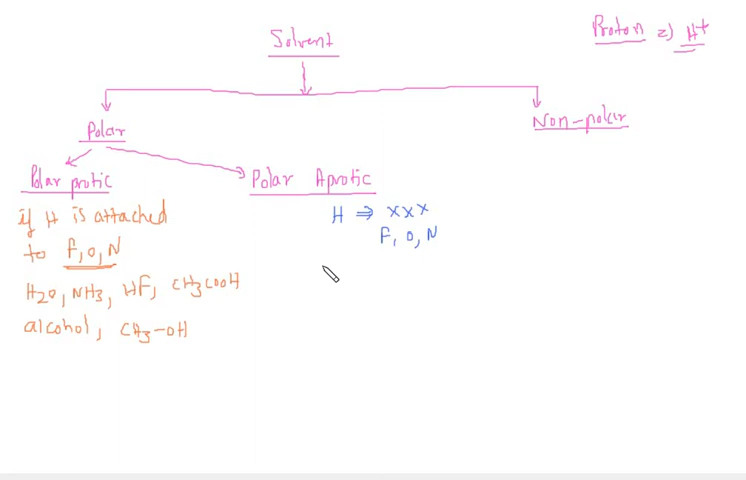 Solvent
Proton => H+
Polar
Non-polar
Polar protic
Polar Aprotic
if H is attached
to F, O, N
H2O, NH3, HF, CH3COOH
alcohol, CH3-OH
H ⇒ XXX
F, O, N